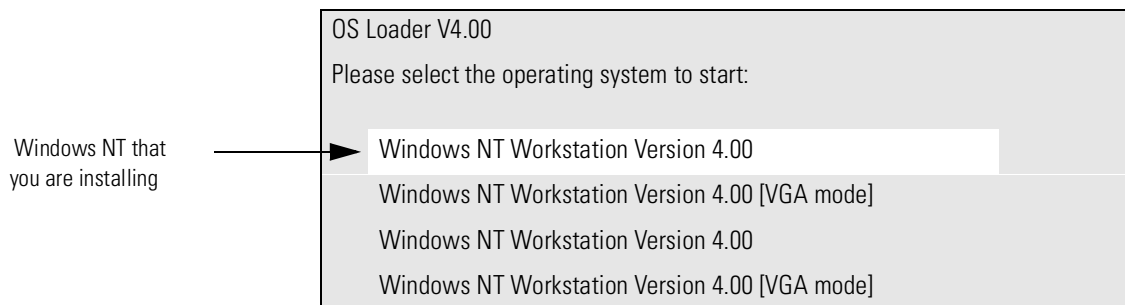 OS Loader V4.00
Please select the operating system to start:
Windows NT that
you are installing
Windows NT Workstation Version 4.00
Windows NT Workstation Version 4.00 [VGA mode]
Windows NT Workstation Version 4.00
Windows NT Workstation Version 4.00 [VGA mode]